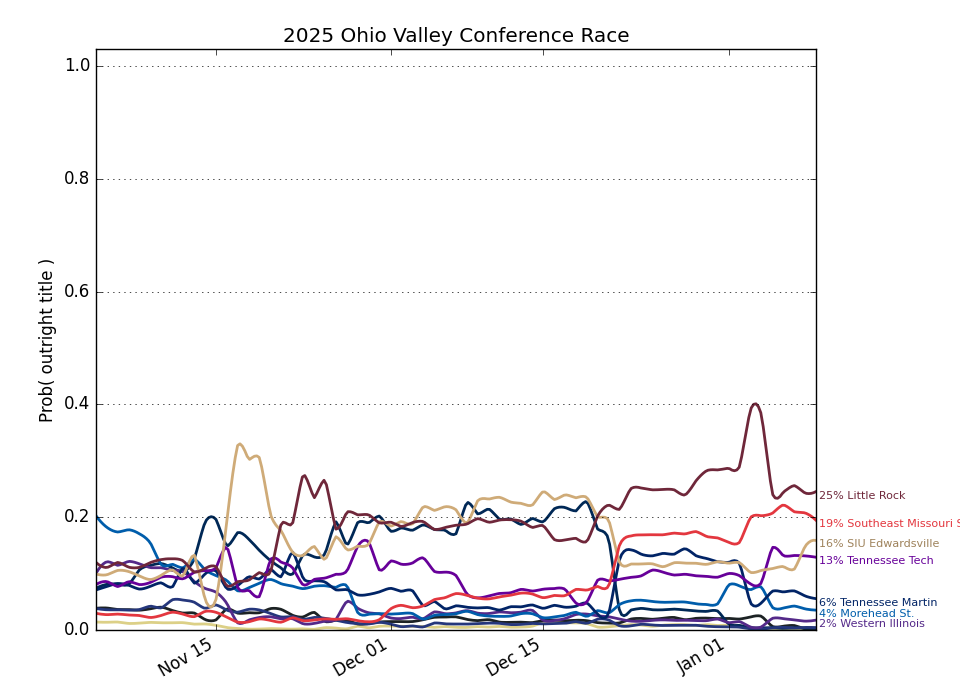 2025 Ohio Valley Conference Race
Prob( outright title )
1.0
0.8
0.6
0.4
0.2
0.0
Nov 15
Dec 01
Dec 15
Jan 01
25% Little Rock
19% Southeast Missouri S
16% SIU Edwardsville
13% Tennessee Tech
6% Tennessee Martin
4% Morehead St.
2% Western Illinois